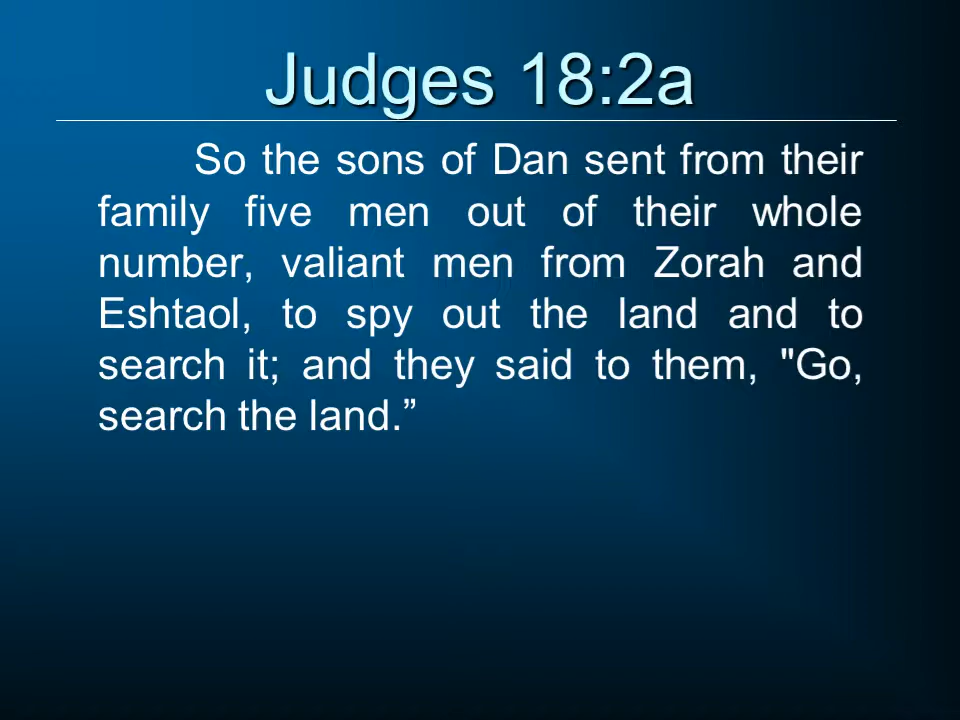 Judges 18:2a
So the sons of Dan sent from their
family five men out of their whole
number, valiant men from Zorah and
Eshtaol, to spy out the land and to
search it; and they said to them, "Go,
search the land.”